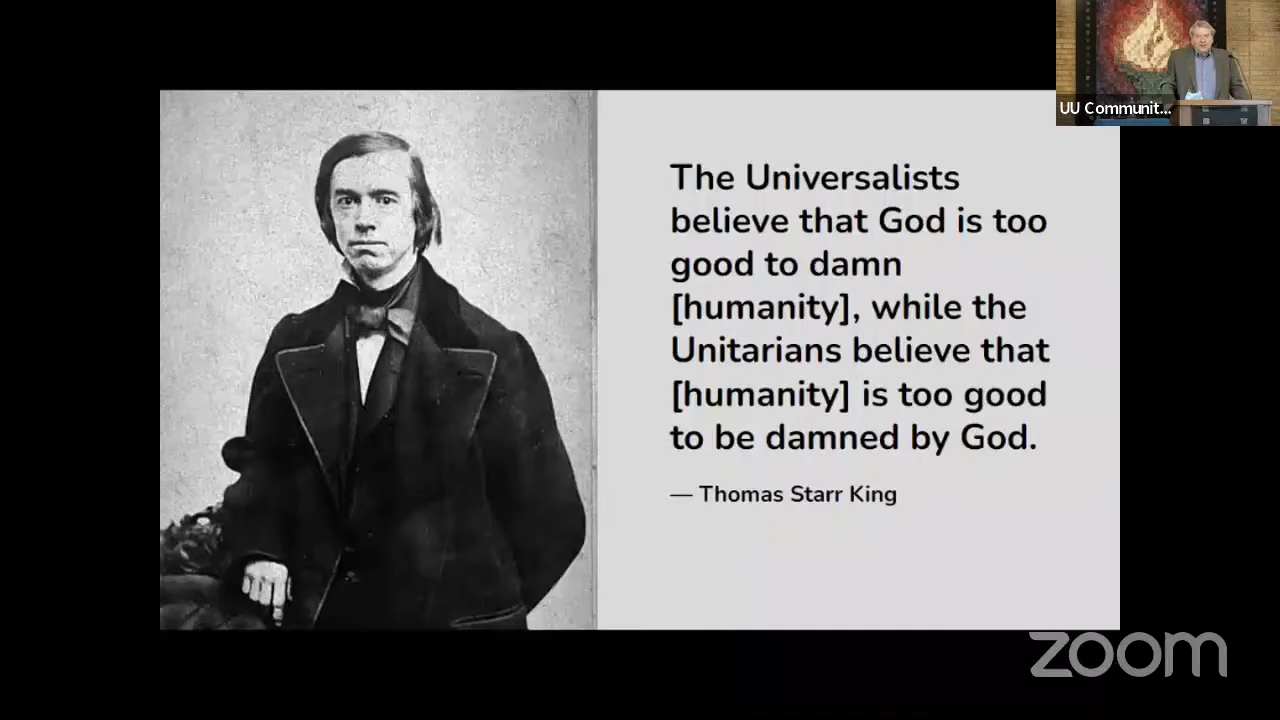 UU Communit...
The Universalists
believe that God is too
good to damn
[humanity], while the
Unitarians believe that
[humanity] is too good
to be damned by God.
— Thomas Starr King
zoom